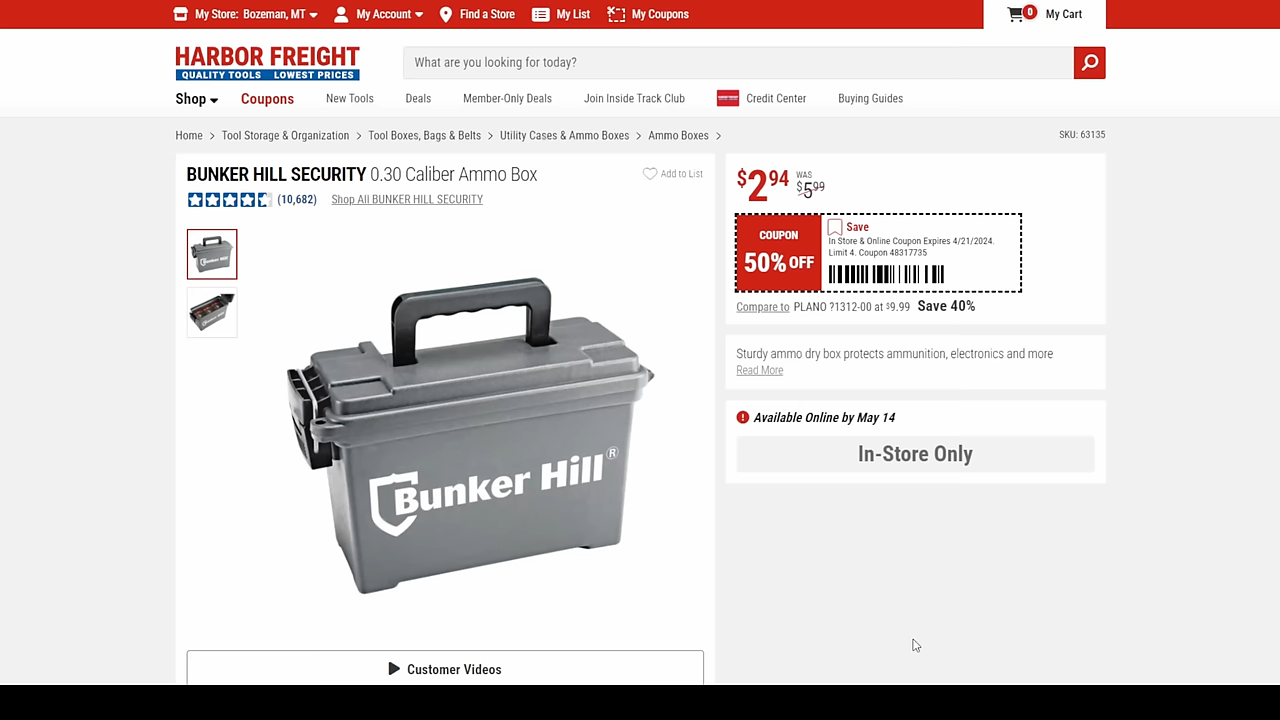 My Store: Bozeman, MT
My Account
Find a Store
My List
My Coupons
0
My Cart
HARBOR FREIGHT
QUALITY TOOLS LOWEST PRICES
What are you looking for today?
Shop
Coupons
New Tools
Deals
Member-Only Deals
Join Inside Track Club
Credit Center
Buying Guides
Home > Tool Storage & Organization > Tool Boxes, Bags & Belts > Utility Cases & Ammo Boxes > Ammo Boxes >
SKU: 63135
BUNKER HILL SECURITY 0.30 Caliber Ammo Box
Add to List
(10,682)
Shop All BUNKER HILL SECURITY
Bunker Hill®
Customer Videos
$2 94
WAS
$5 99
COUPON
50% OFF
Save
In Store & Online Coupon Expires 4/21/2024.
Limit 4. Coupon 48317735
Compare to PLANO ?1312-00 at $9.99 Save 40%
Sturdy ammo dry box protects ammunition, electronics and more
Read More
Available Online by May 14
In-Store Only